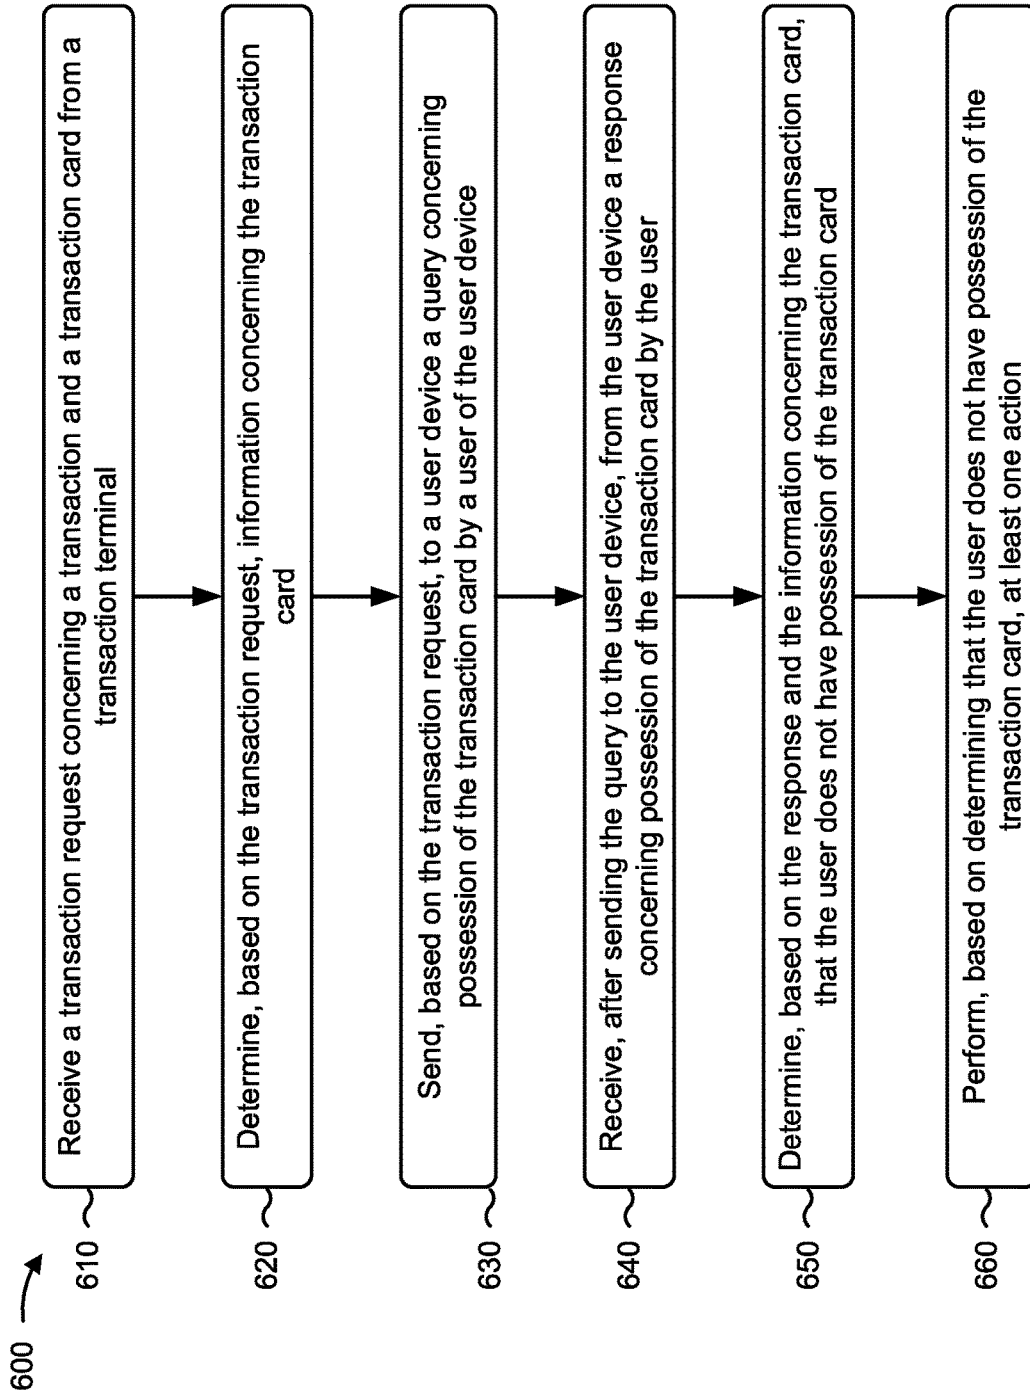 600
610
Receive a transaction request concerning a transaction and a transaction card from a
transaction terminal
620
Determine, based on the transaction request, information concerning the transaction
card
630
Send, based on the transaction request, to a user device a query concerning
possession of the transaction card by a user of the user device
640
Receive, after sending the query to the user device, from the user device a response
concerning possession of the transaction card by the user
650
Determine, based on the response and the information concerning the transaction card,
that the user does not have possession of the transaction card
660
Perform, based on determining that the user does not have possession of the
transaction card, at least one action